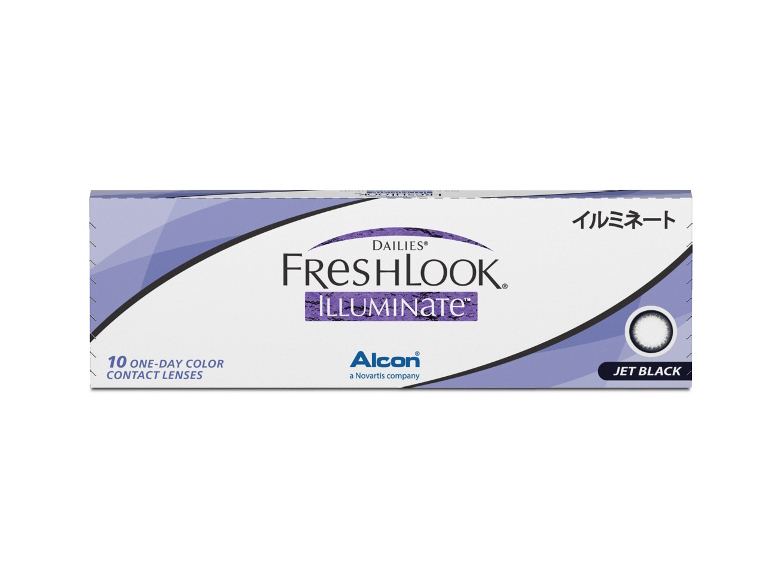 イルミネート
DAILIES®
FRESHLOOK®
ILLUMINATE™
Alcon®
a Novartis company
10 ONE-DAY COLOR
CONTACT LENSES
JET BLACK